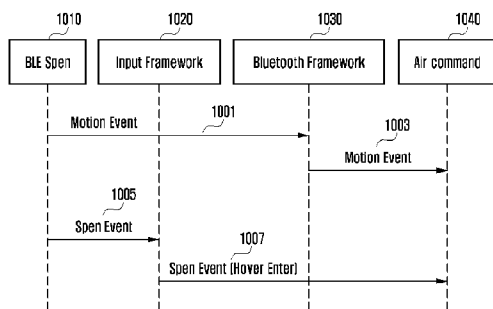 1010
1020
1030
1040
BLE Spen
Input Framework
Bluetooth Framework
Air command
Motion Event
1001
1003
Motion Event
1005
Spen Event
1007
Spen Event (Hover Enter)